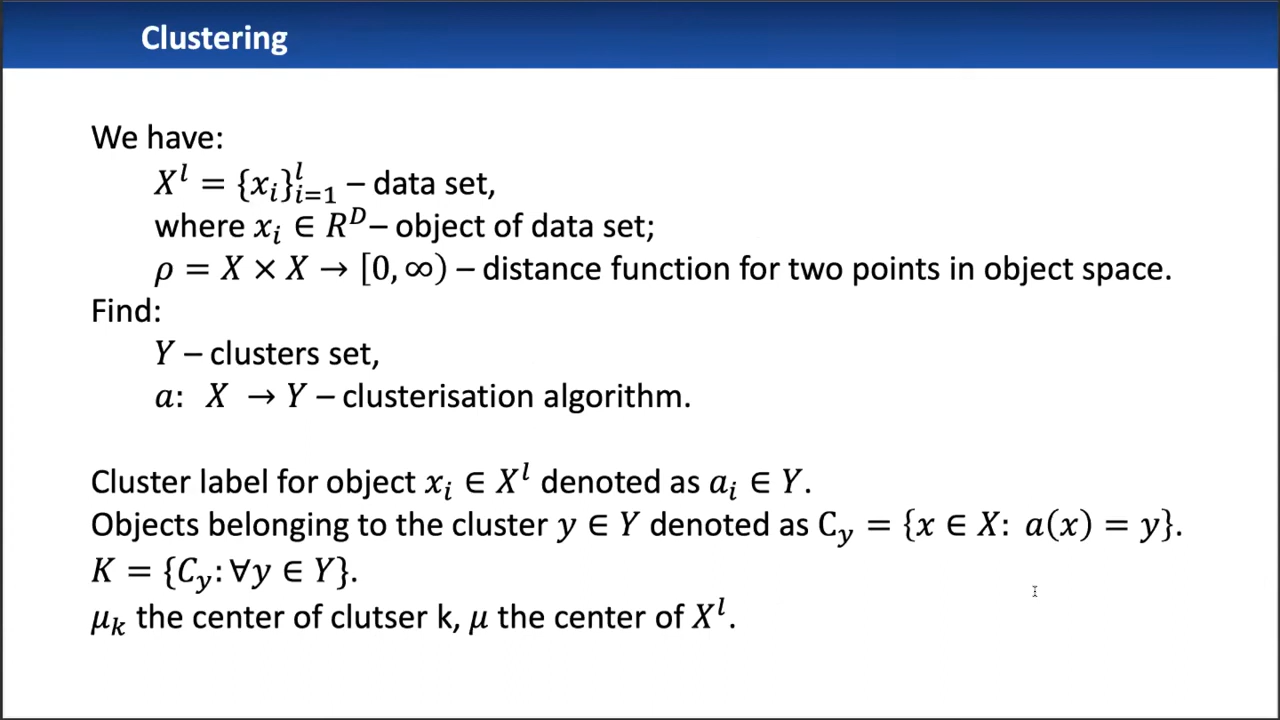 Clustering
We have:
X^l = {x_i}_{i=1}^l – data set,
where x_i ∈ R^D – object of data set;
ρ = X × X → [0, ∞) – distance function for two points in object space.
Find:
Y – clusters set,
a: X → Y – clusterisation algorithm.
Cluster label for object x_i ∈ X^l denoted as a_i ∈ Y.
Objects belonging to the cluster y ∈ Y denoted as C_y = {x ∈ X: a(x) = y}.
K = {C_y: ∀y ∈ Y}.
μ_k the center of clutser k, μ the center of X^l.